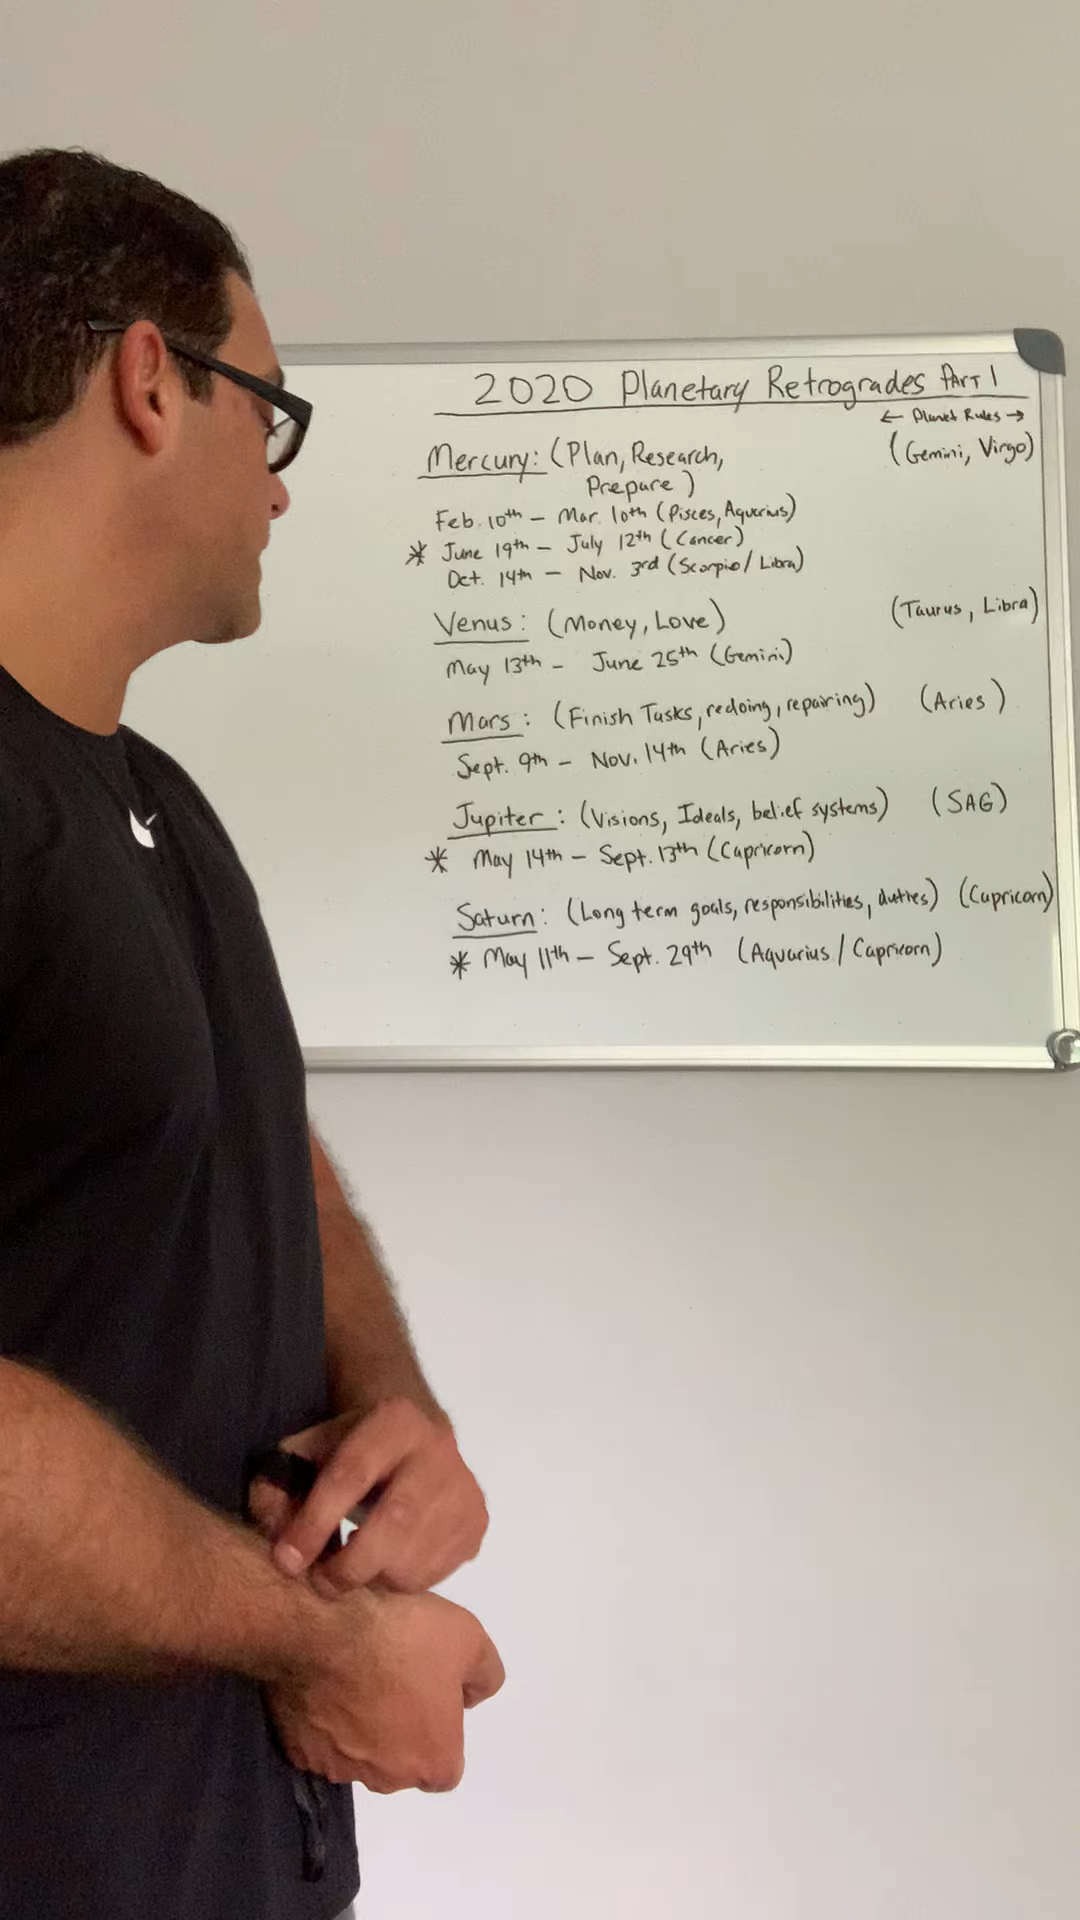 2020 Planetary Retrogrades PART 1
← Planet Rules →
Mercury: (Plan, Research, (Gemini, Virgo)
Prepare)
Feb. 10th – Mar. 10th (Pisces, Aquarius)
* June 19th – July 12th (Cancer)
Oct. 14th – Nov. 3rd (Scorpio/Libra)
Venus: (Money, Love) (Taurus, Libra)
May 13th – June 25th (Gemini)
Mars: (Finish Tasks, redoing, repairing) (Aries)
Sept. 9th – Nov. 14th (Aries)
Jupiter: (Visions, Ideals, belief systems) (SAG)
* May 14th – Sept. 13th (Capricorn)
Saturn: (Long term goals, responsibilities, duties) (Capricorn)
* May 11th – Sept. 29th (Aquarius/Capricorn)